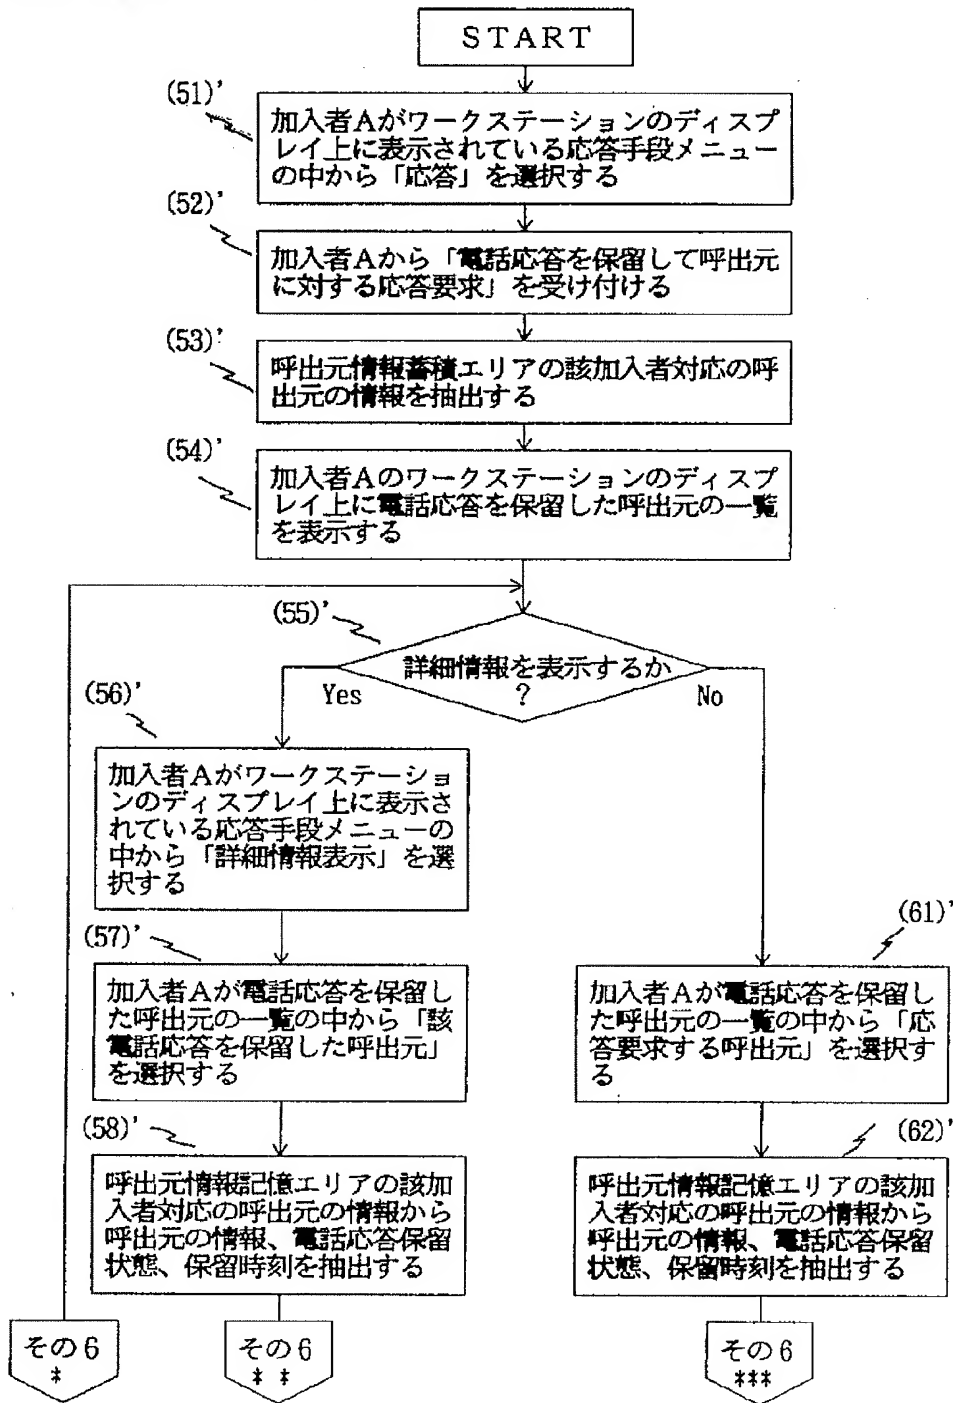 START
(51)'
加入者Aがワークステーションのディスプ
レイ上に表示されている応答手段メニュー
の中から「応答」を選択する
(52)'
加入者Aから「電話応答を保留して呼出元
に対する応答要求」を受け付ける
(53)'
呼出元情報蓄積エリアの該加入者対応の呼
出元の情報を抽出する
(54)'
加入者Aのワークステーションのディスプ
レイ上に電話応答を保留した呼出元の一覧
を表示する
(55)'
詳細情報を表示するか
?
Yes
No
(56)'
加入者Aがワークステーショ
ンのディスプレイ上に表示さ
れている応答手段メニューの
中から「詳細情報表示」を選
択する
(57)'
加入者Aが電話応答を保留し
た呼出元の一覧の中から「該
電話応答を保留した呼出元」
を選択する
(58)'
呼出元情報記憶エリアの該加
入者対応の呼出元の情報から
呼出元の情報、電話応答保留
状態、保留時刻を抽出する
(61)'
加入者Aが電話応答を保留し
た呼出元の一覧の中から「応
答要求する呼出元」を選択す
る
(62)'
呼出元情報記憶エリアの該加
入者対応の呼出元の情報から
呼出元の情報、電話応答保留
状態、保留時刻を抽出する
その6
*
その6
* *
その6
***